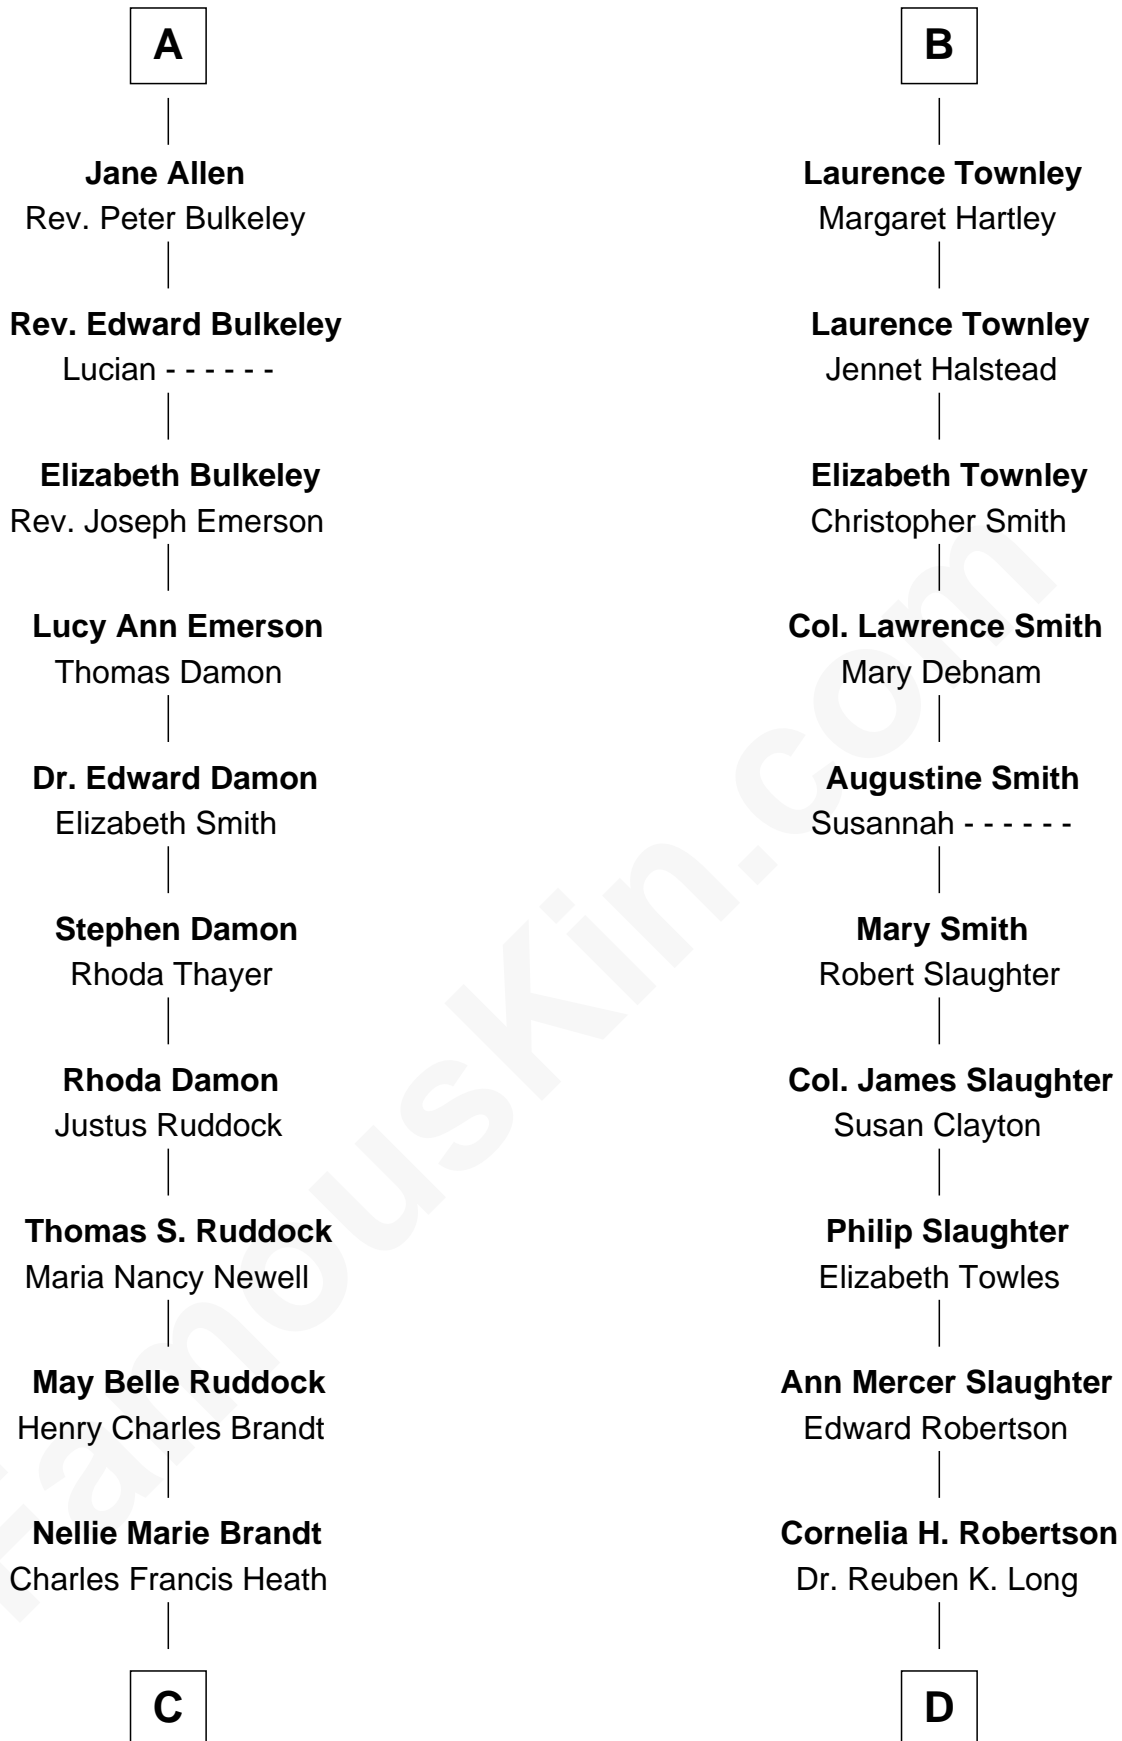 A
Jane Allen
Rev. Peter Bulkeley
Rev. Edward Bulkeley
Lucian - - - - - -
Elizabeth Bulkeley
Rev. Joseph Emerson
Lucy Ann Emerson
Thomas Damon
Dr. Edward Damon
Elizabeth Smith
Stephen Damon
Rhoda Thayer
Rhoda Damon
Justus Ruddock
Thomas S. Ruddock
Maria Nancy Newell
May Belle Ruddock
Henry Charles Brandt
Nellie Marie Brandt
Charles Francis Heath
C
B
Laurence Townley
Margaret Hartley
Laurence Townley
Jennet Halstead
Elizabeth Townley
Christopher Smith
Col. Lawrence Smith
Mary Debnam
Augustine Smith
Susannah - - - - - -
Mary Smith
Robert Slaughter
Col. James Slaughter
Susan Clayton
Philip Slaughter
Elizabeth Towles
Ann Mercer Slaughter
Edward Robertson
Cornelia H. Robertson
Dr. Reuben K. Long
D
FamousKin.com